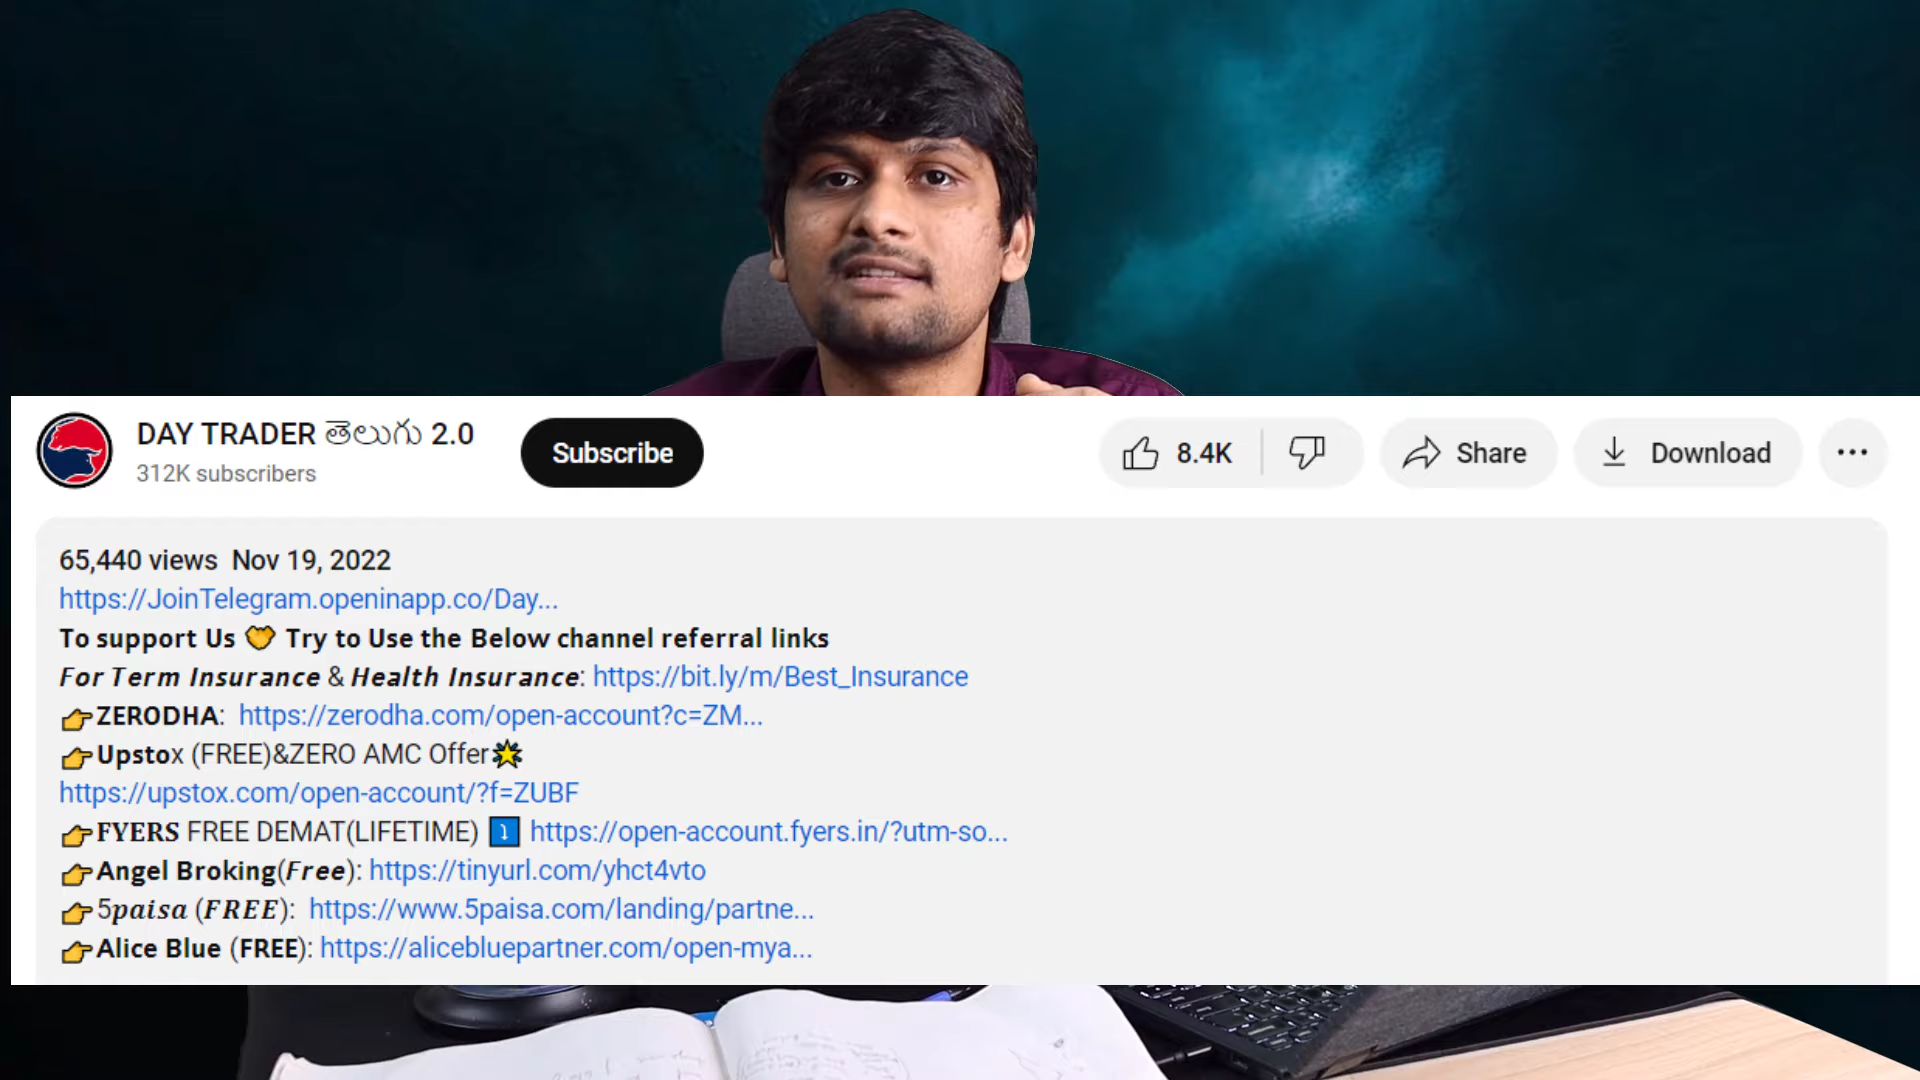 DAY TRADER తెలుగు 2.0
312K subscribers
Subscribe
8.4K
Share
Download
65,440 views Nov 19, 2022
https://JoinTelegram.openinapp.co/Day...
To support Us 💛 Try to Use the Below channel referral links
For Term Insurance & Health Insurance: https://bit.ly/m/Best_Insurance
👉ZERODHA: https://zerodha.com/open-account?c=ZM...
👉Upstox (FREE)&ZERO AMC Offer🌟
https://upstox.com/open-account/?f=ZUBF
👉FYERS FREE DEMAT(LIFETIME) ⤵ https://open-account.fyers.in/?utm-so...
👉Angel Broking(Free): https://tinyurl.com/yhct4vto
👉5paisa (FREE): https://www.5paisa.com/landing/partne...
👉Alice Blue (FREE): https://alicebluepartner.com/open-mya...